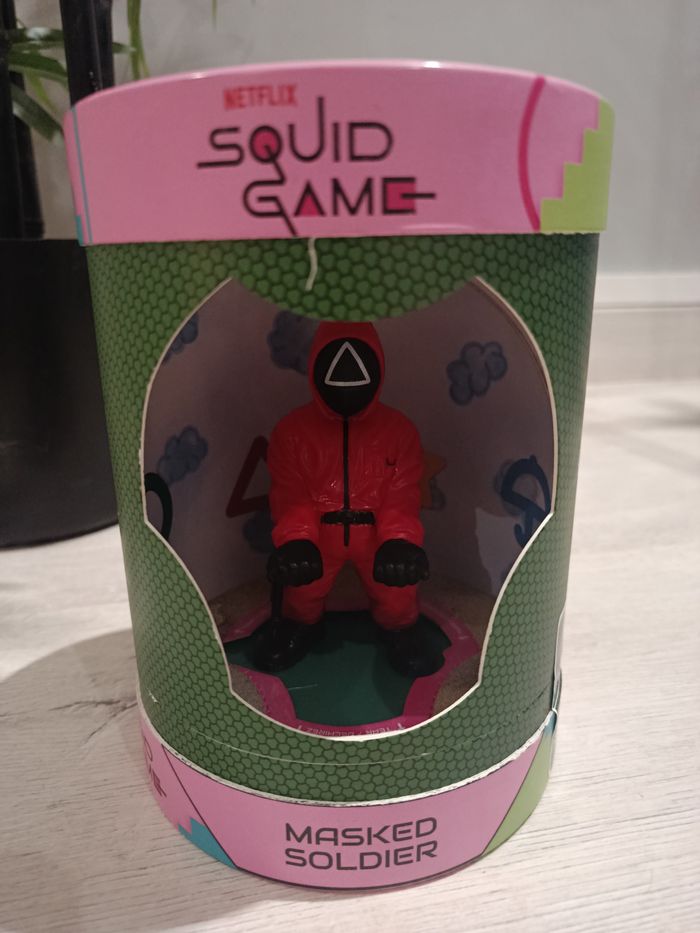 NETFLIX
SQUID
GAME
MASKED
SOLDIER